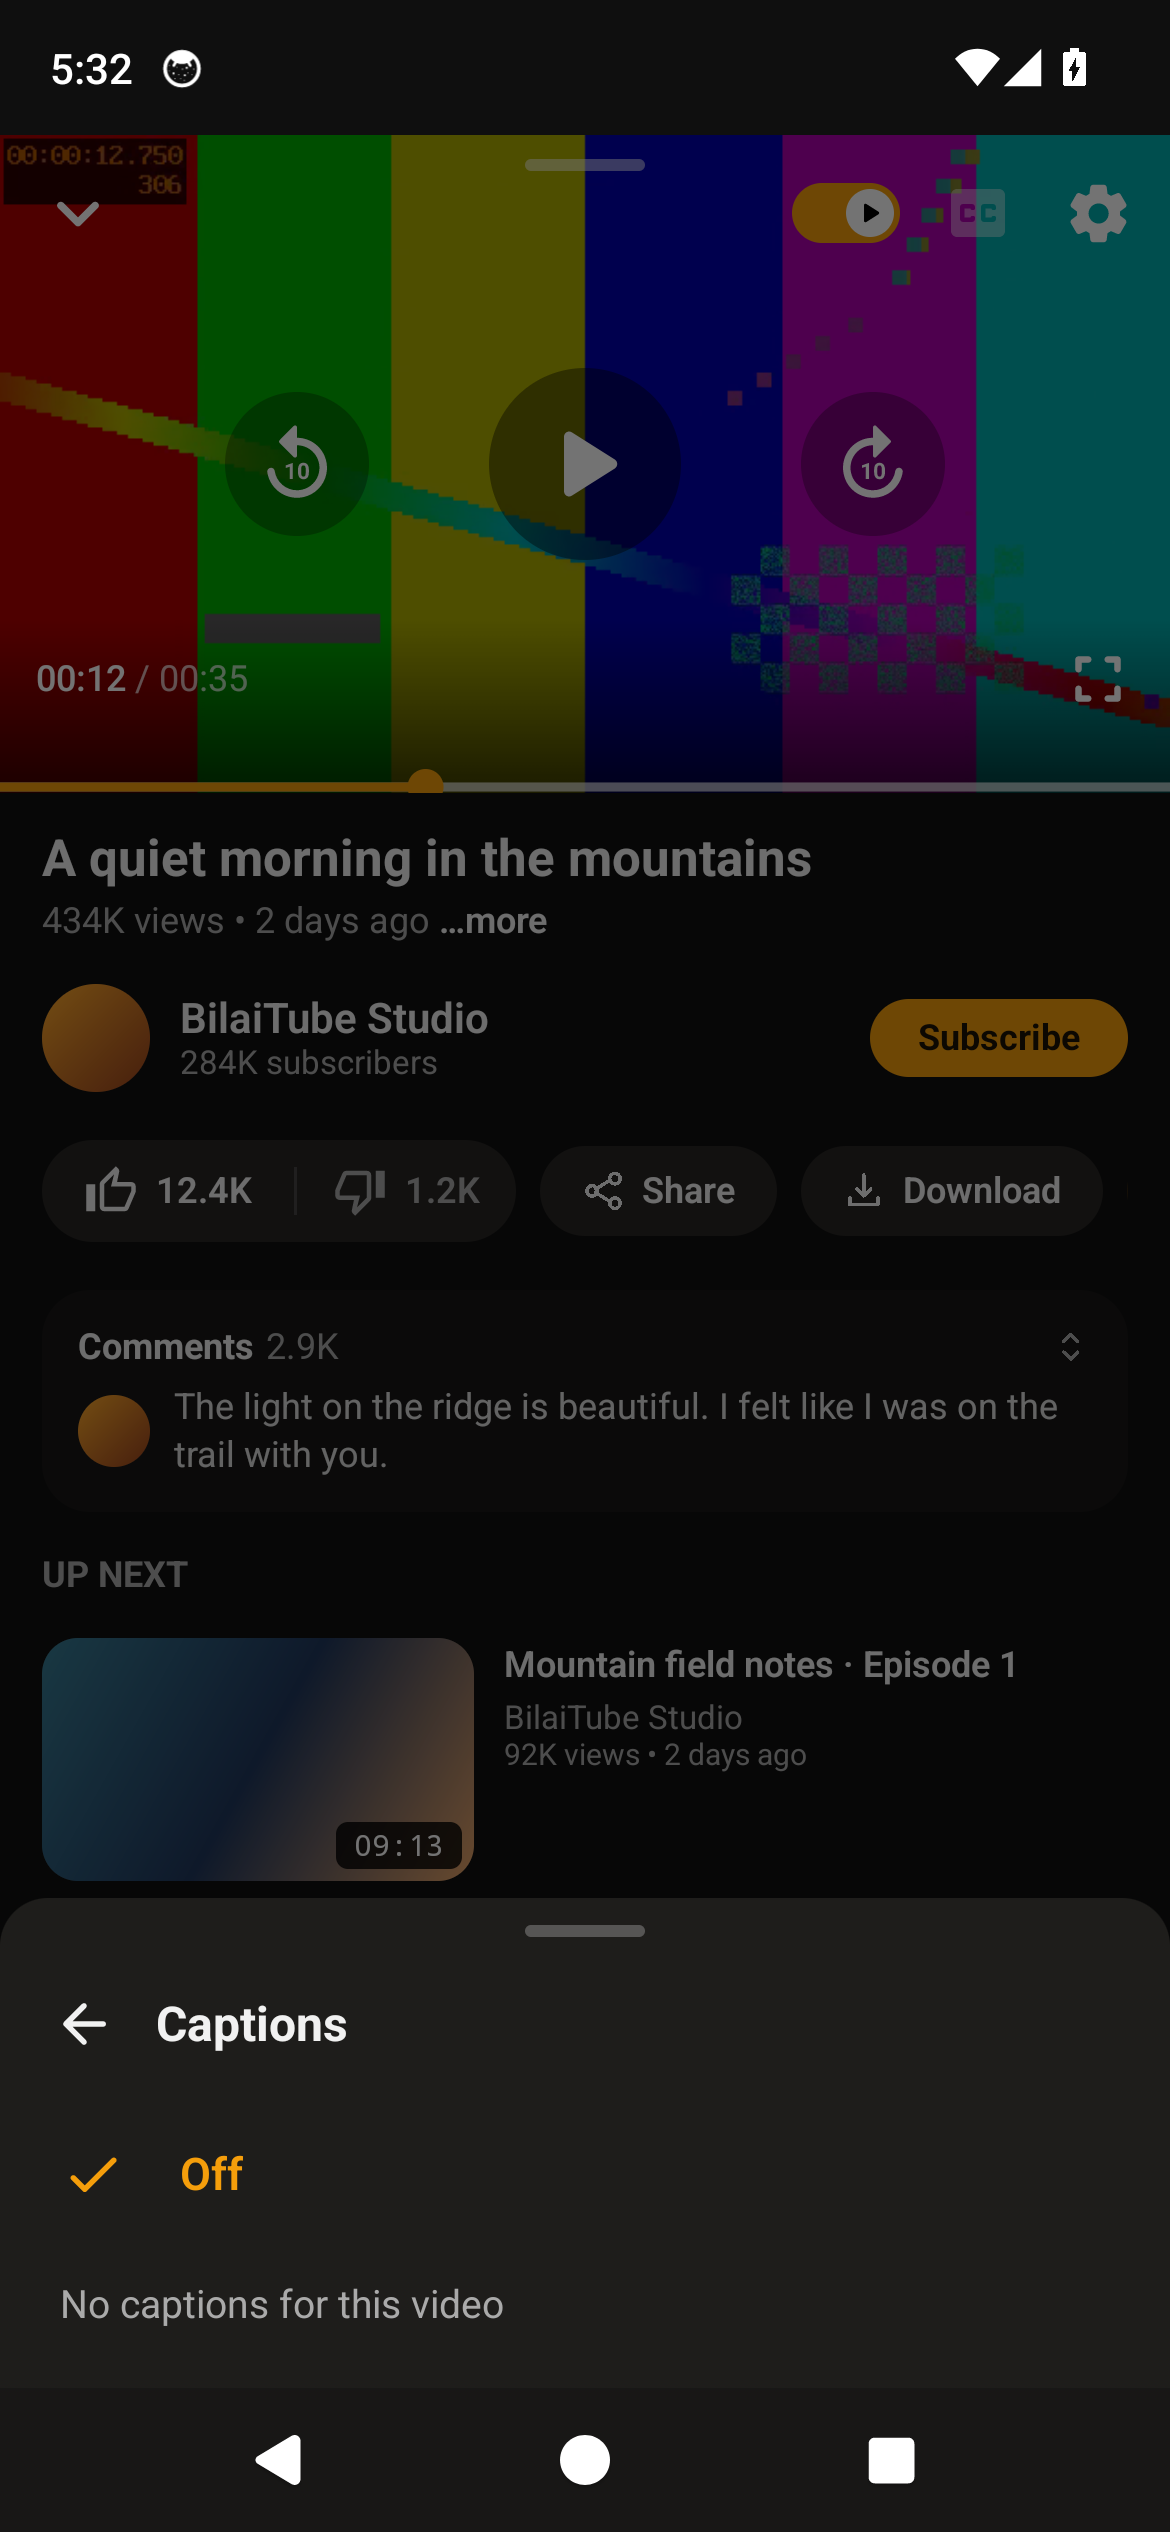 5:32
00:00:12.750
306
CC
10
10
00:12 / 00:35
A quiet morning in the mountains
434K views • 2 days ago ...more
BilaiTube Studio
284K subscribers
Subscribe
12.4K
1.2K
Share
Download
Comments 2.9K
The light on the ridge is beautiful. I felt like I was on the
trail with you.
UP NEXT
Mountain field notes · Episode 1
BilaiTube Studio
92K views • 2 days ago
09:13
Captions
Off
No captions for this video